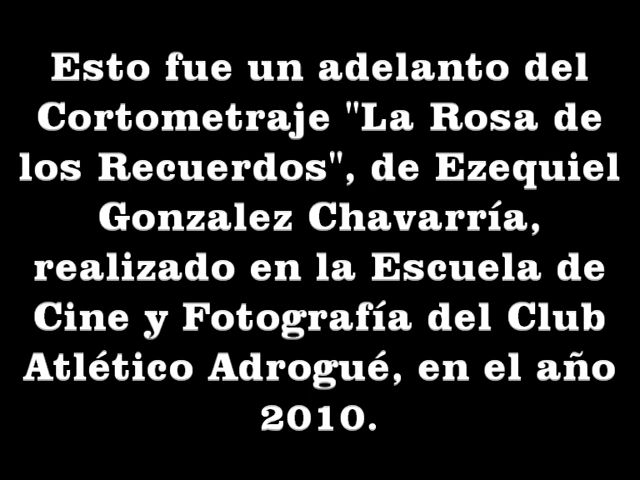 Esto fue un adelanto del
Cortometraje "La Rosa de
los Recuerdos", de Ezequiel
Gonzalez Chavarría,
realizado en la Escuela de
Cine y Fotografía del Club
Atlético Adrogué, en el año
2010.